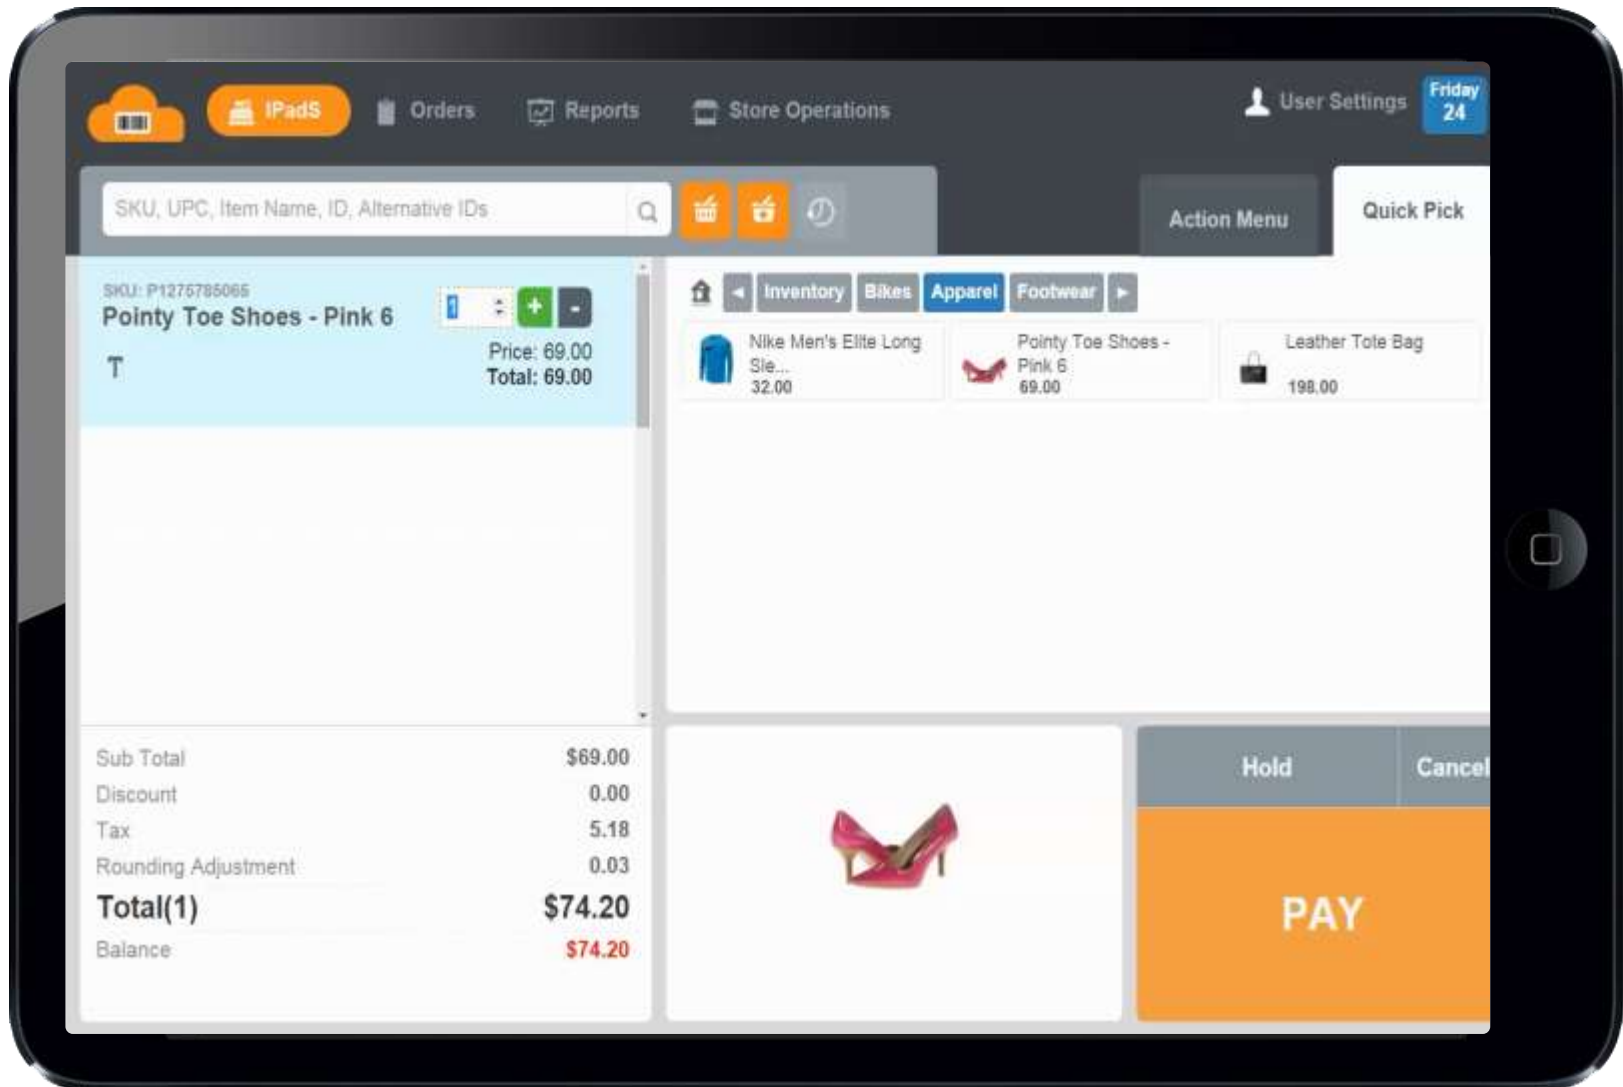 IPadS
Orders
Reports
Store Operations
User Settings
Friday
24
SKU, UPC, Item Name, ID, Alternative IDs
Action Menu
Quick Pick
SKU: P1275785065
Pointy Toe Shoes - Pink 6
1
+
-
Price: 69.00
Total: 69.00
T
Inventory
Bikes
Apparel
Footwear
Nike Men's Elite Long
Sle...
32.00
Pointy Toe Shoes -
Pink 6
69.00
Leather Tote Bag
198.00
Sub Total $69.00
Discount 0.00
Tax 5.18
Rounding Adjustment 0.03
Total(1) $74.20
Balance $74.20
Hold
Cancel
PAY